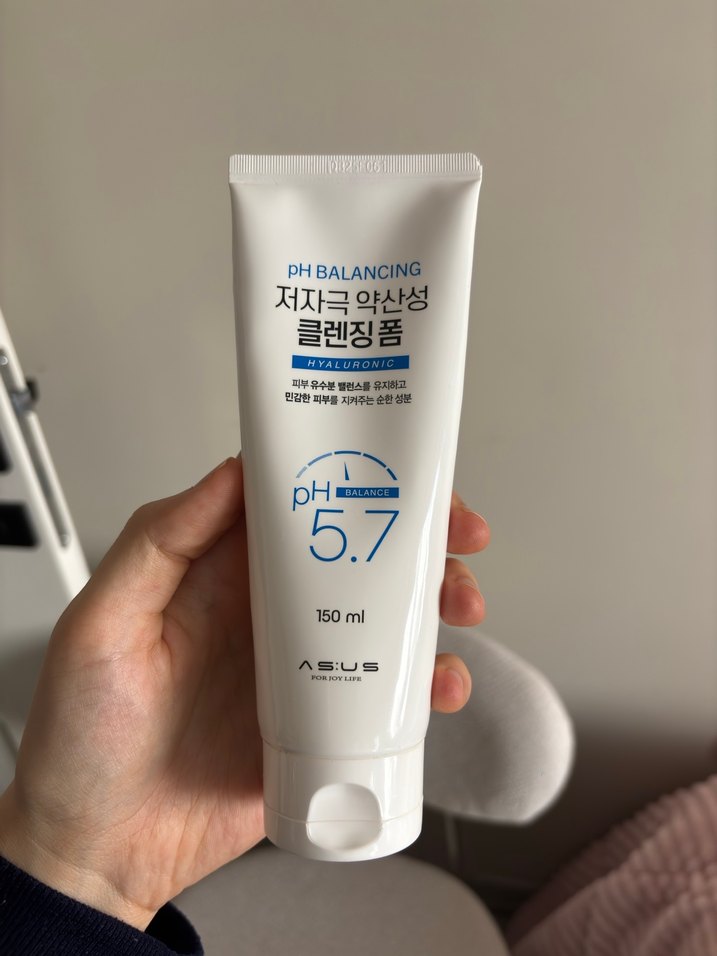 pH BALANCING
저자극 약산성
클렌징 폼
HYALURONIC
피부 유수분 밸런스를 유지하고
민감한 피부를 지켜주는 순한 성분
pH BALANCE
5.7
150 ml
AS:US
FOR JOY LIFE